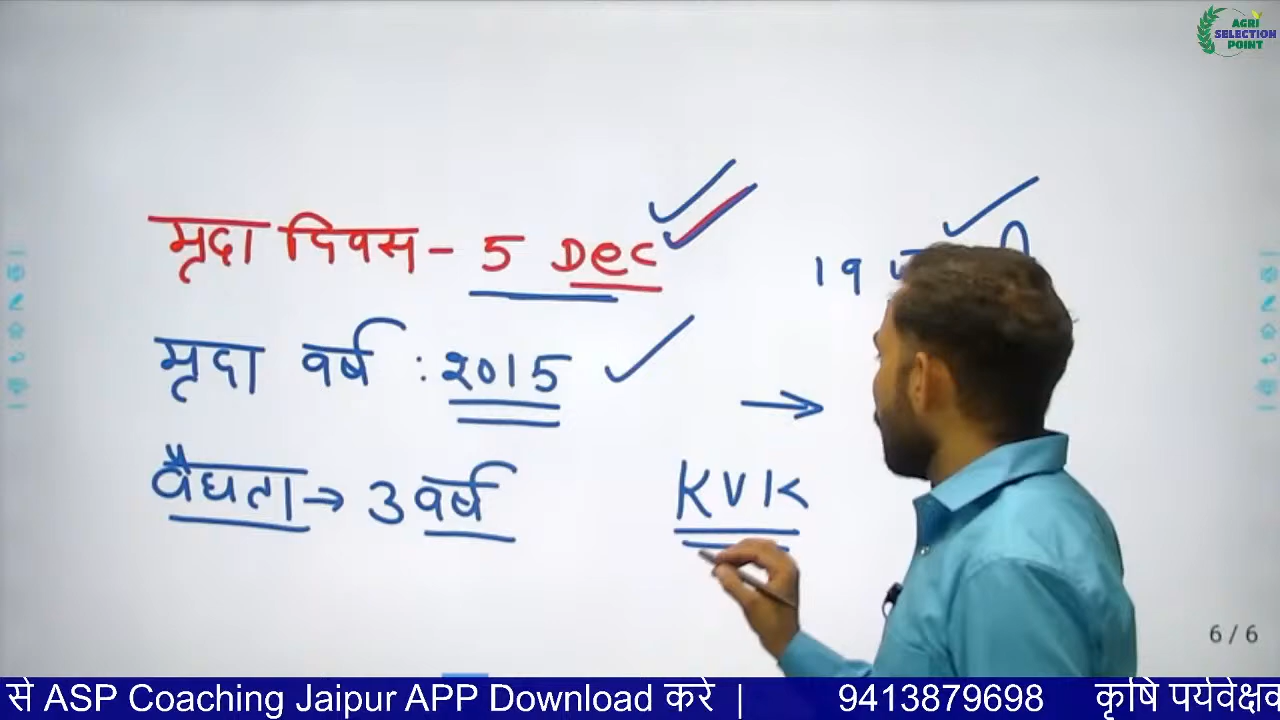 AGRI
SELECTION
POINT
मृदा दिवस - 5 Dec
19
मृदा वर्ष : 2015
वैधता → 3 वर्ष
KVK
6 / 6
से ASP Coaching Jaipur APP Download करे | 9413879698 कृषि पर्यवेक्षक